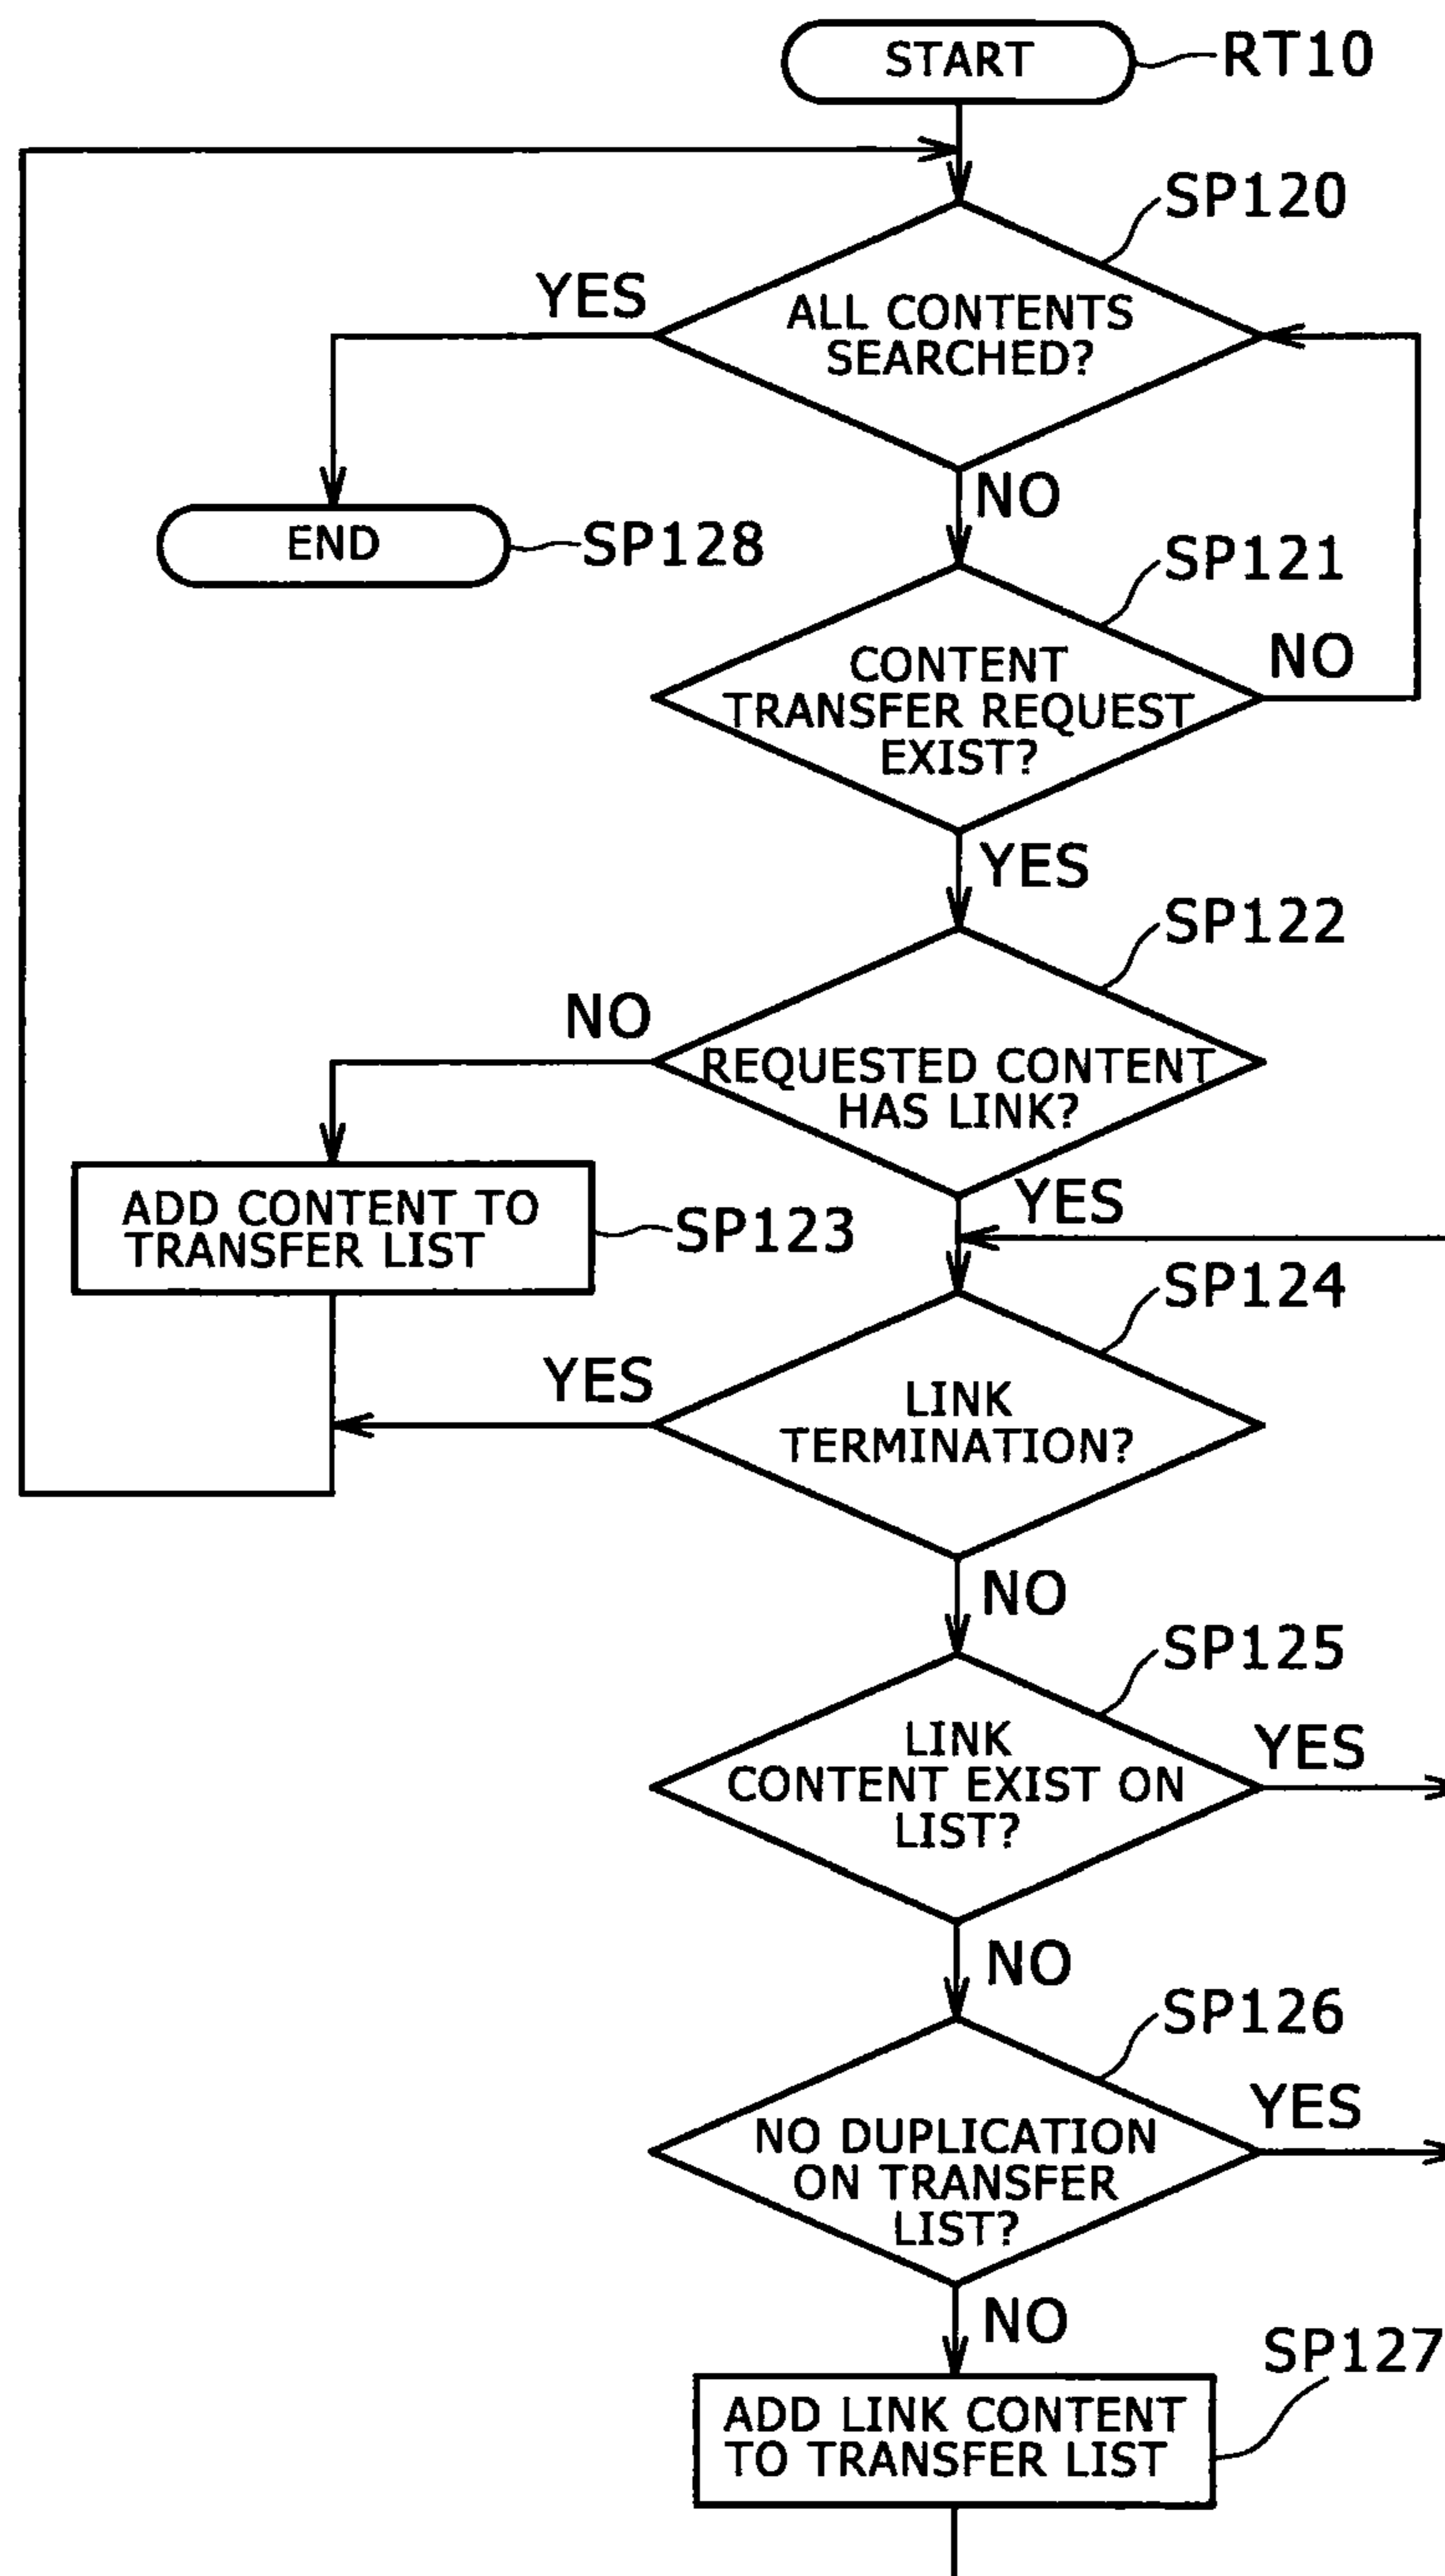 START
RT10
SP120
YES
ALL CONTENTS
SEARCHED?
NO
END
SP128
SP121
CONTENT
TRANSFER REQUEST
EXIST?
NO
YES
SP122
NO
REQUESTED CONTENT
HAS LINK?
YES
ADD CONTENT TO
TRANSFER LIST
SP123
SP124
YES
LINK
TERMINATION?
NO
SP125
LINK
CONTENT EXIST ON
LIST?
YES
NO
SP126
YES
NO DUPLICATION
ON TRANSFER
LIST?
NO
SP127
ADD LINK CONTENT
TO TRANSFER LIST